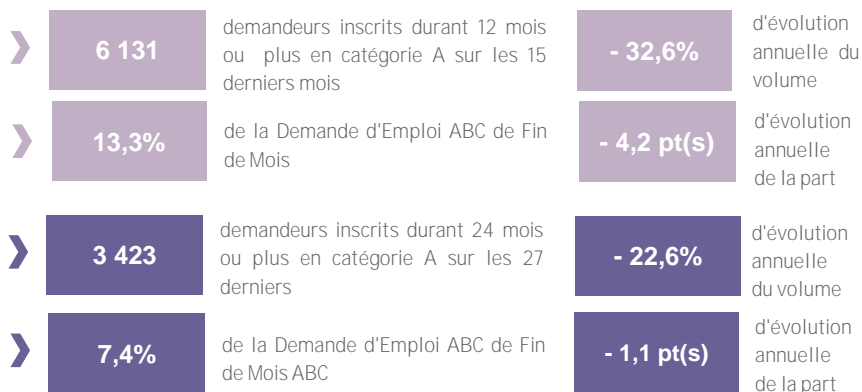 6 131
demandeurs inscrits durant 12 mois
ou plus en catégorie A sur les 15
derniers mois
- 32,6%
d'évolution
annuelle du
volume
13,3%
de la Demande d'Emploi ABC de Fin
de Mois
- 4,2 pt(s)
d'évolution
annuelle
de la part
3 423
demandeurs inscrits durant 24 mois
ou plus en catégorie A sur les 27
derniers
- 22,6%
d'évolution
annuelle
du volume
7,4%
de la Demande d'Emploi ABC de Fin
de Mois ABC
- 1,1 pt(s)
d'évolution
annuelle
de la part